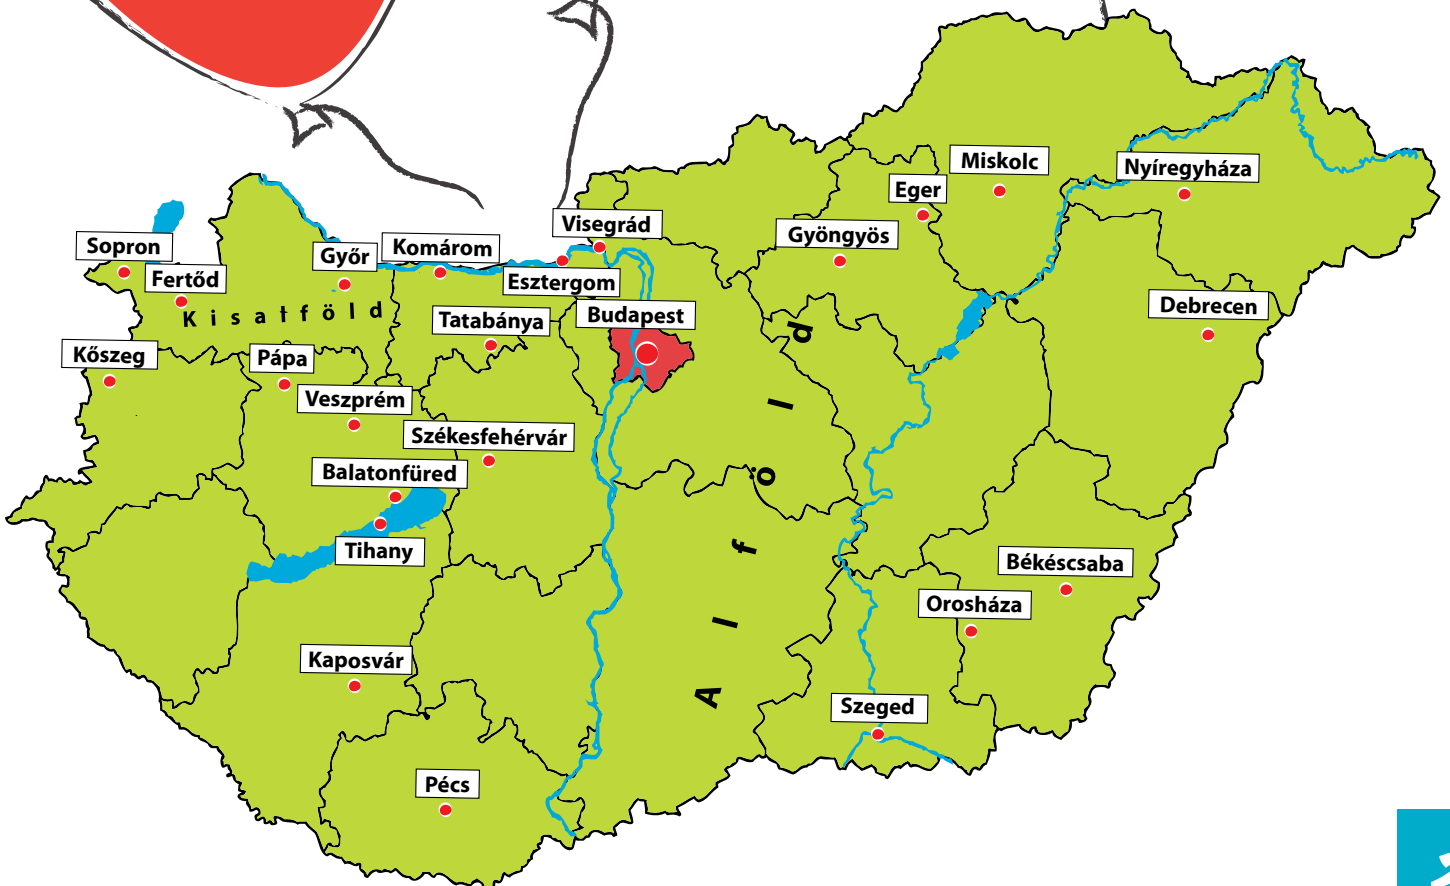 Miskolc
Nyíregyháza
Eger
Visegrád
Gyöngyös
Sopron
Győr
Komárom
Fertőd
Esztergom
Debrecen
Kisalföld
Budapest
Tatabánya
Kőszeg
Pápa
Veszprém
Székesfehérvár
Balatonfüred
Tihany
Alföld
Békéscsaba
Orosháza
Kaposvár
Szeged
Pécs